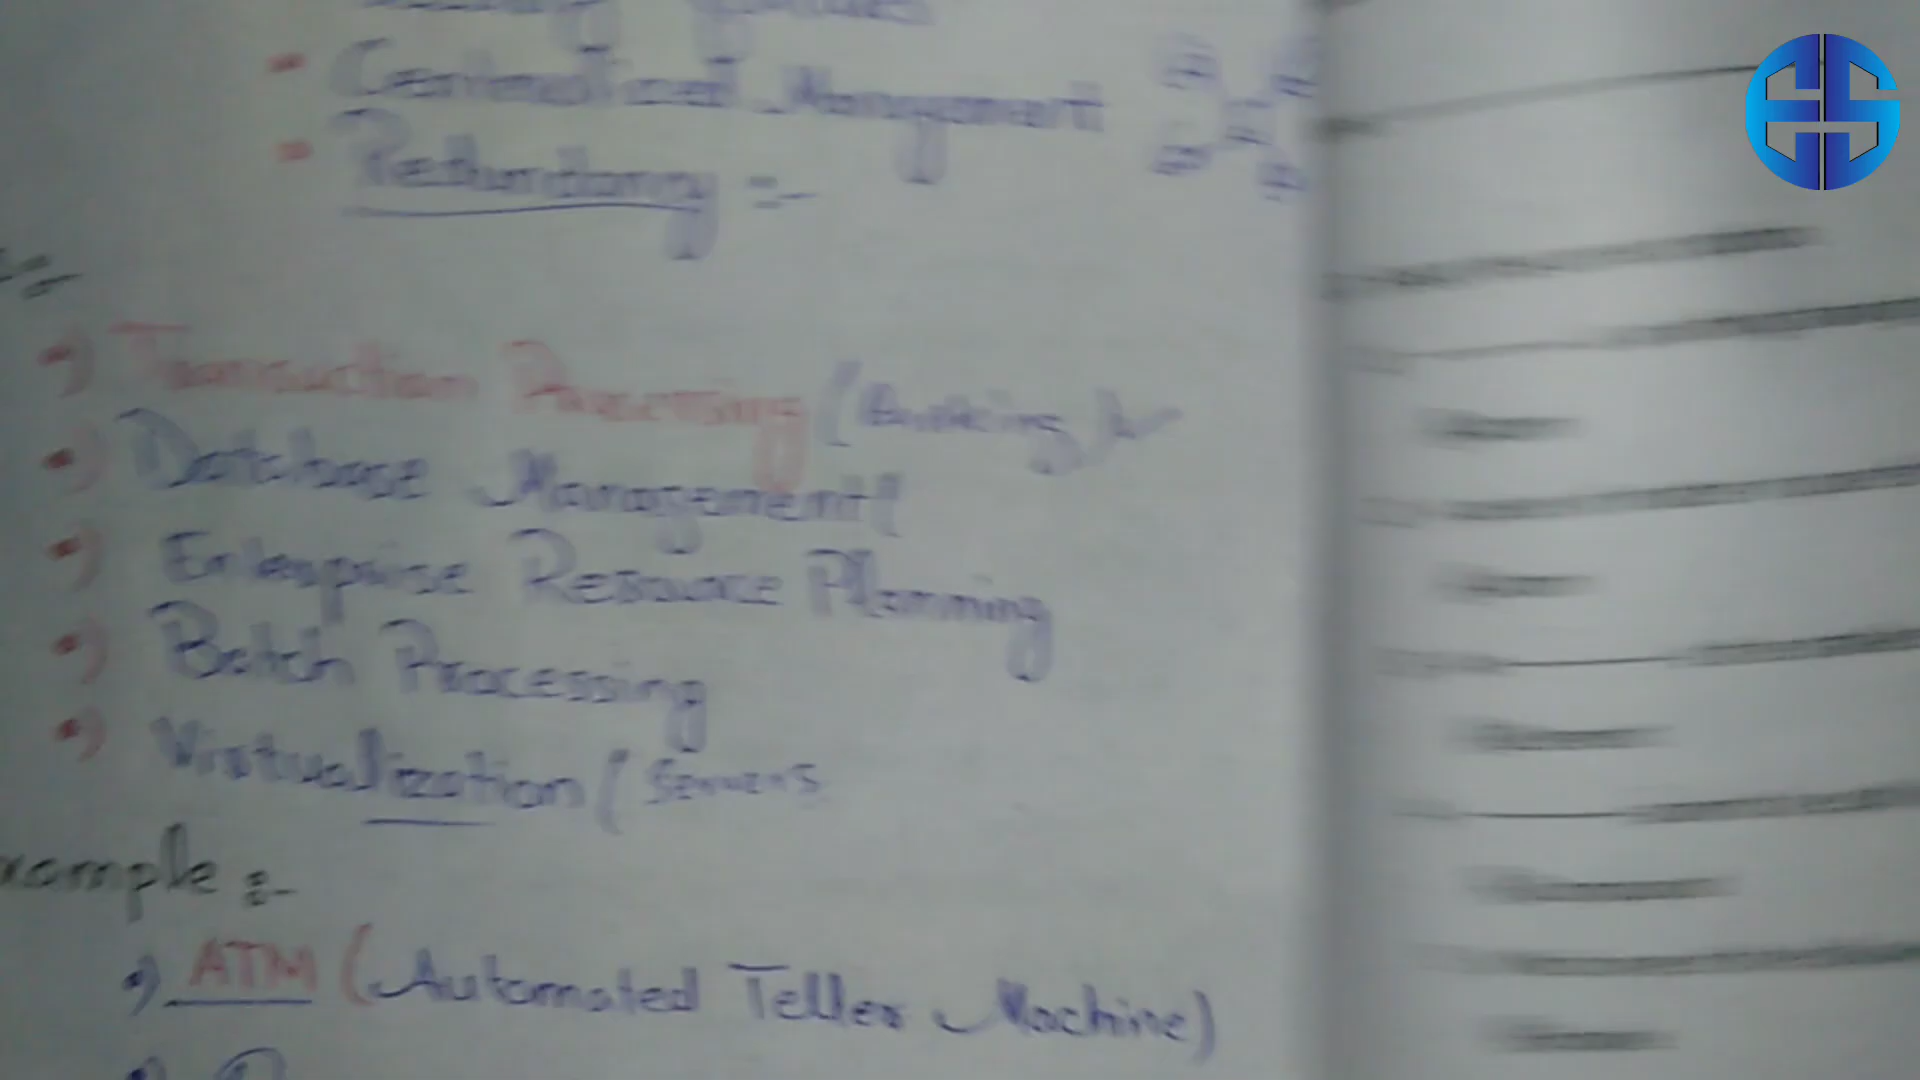 - Centralized Management
- Redundancy :-
•) Transaction Processing (Banking)
•) Database Management (
•) Enterprise Resource Planning
•) Batch Processing
•) Virtualization (Servers
xample :-
•) ATM (Automated Teller Machine)